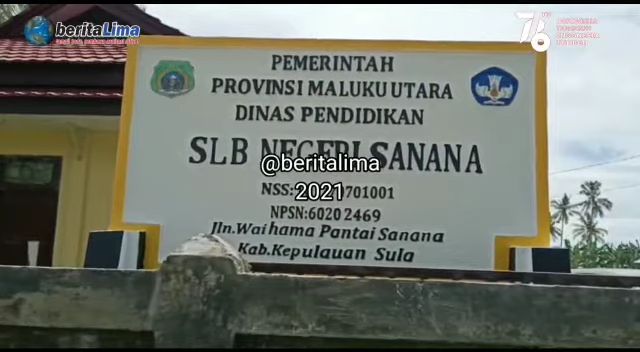 beritaLima
76
PEMERINTAH
PROVINSI MALUKU UTARA
DINAS PENDIDIKAN
SLB NEGERI SANANA
@beritalima
NSS: 701001
2021
NPSN:6020 2469
Jln.Waihama Pantai Sanana
Kab.Kepulauan Sula